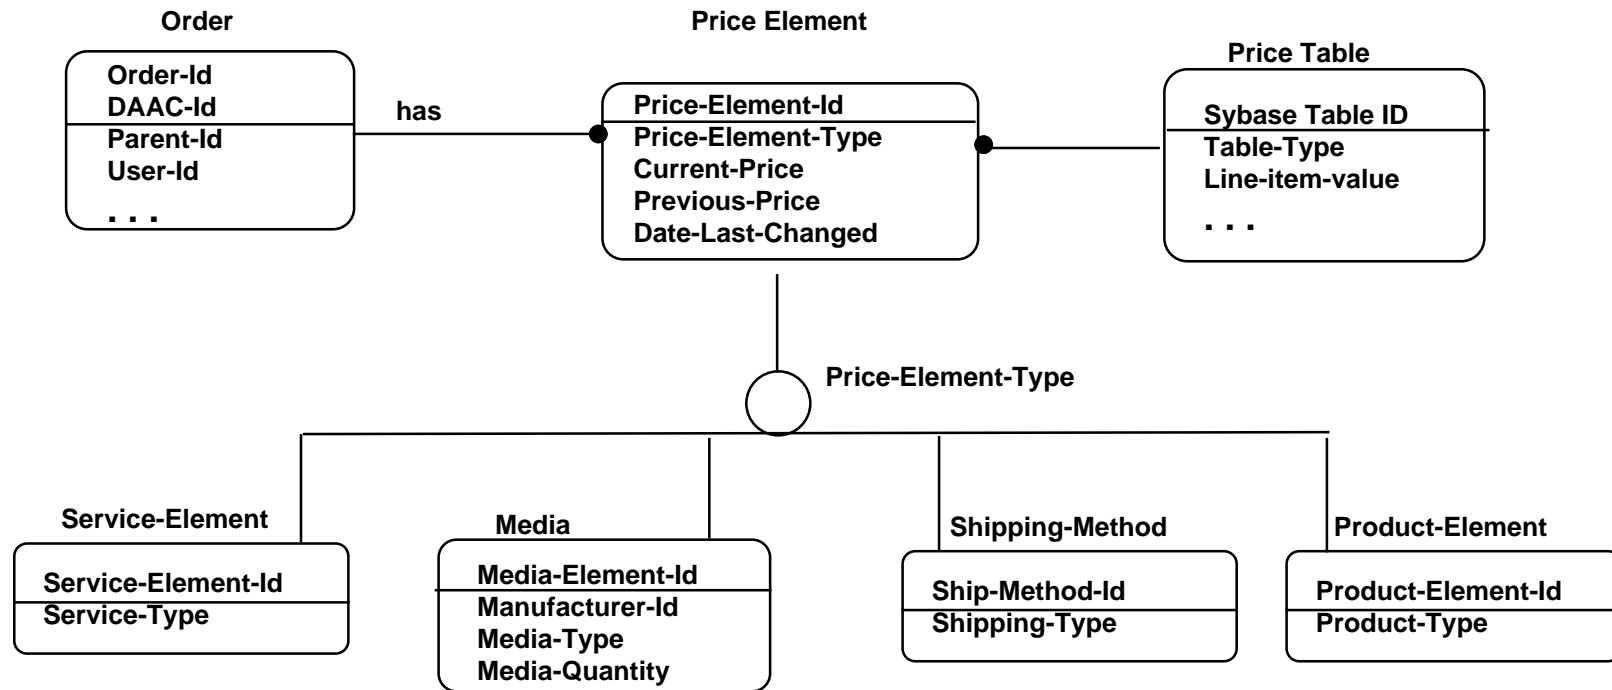 Order
Order-Id
DAAC-Id
Parent-Id
User-Id
. . .
has
Price Element
Price-Element-Id
Price-Element-Type
Current-Price
Previous-Price
Date-Last-Changed
Price Table
Sybase Table ID
Table-Type
Line-item-value
. . .
Price-Element-Type
Service-Element
Service-Element-Id
Service-Type
Media
Media-Element-Id
Manufacturer-Id
Media-Type
Media-Quantity
Shipping-Method
Ship-Method-Id
Shipping-Type
Product-Element
Product-Element-Id
Product-Type